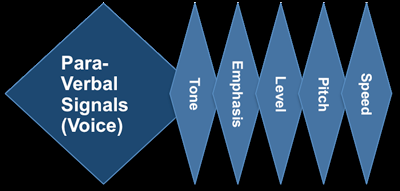 Para-
Verbal
Signals
(Voice)
Tone
Emphasis
Level
Pitch
Speed